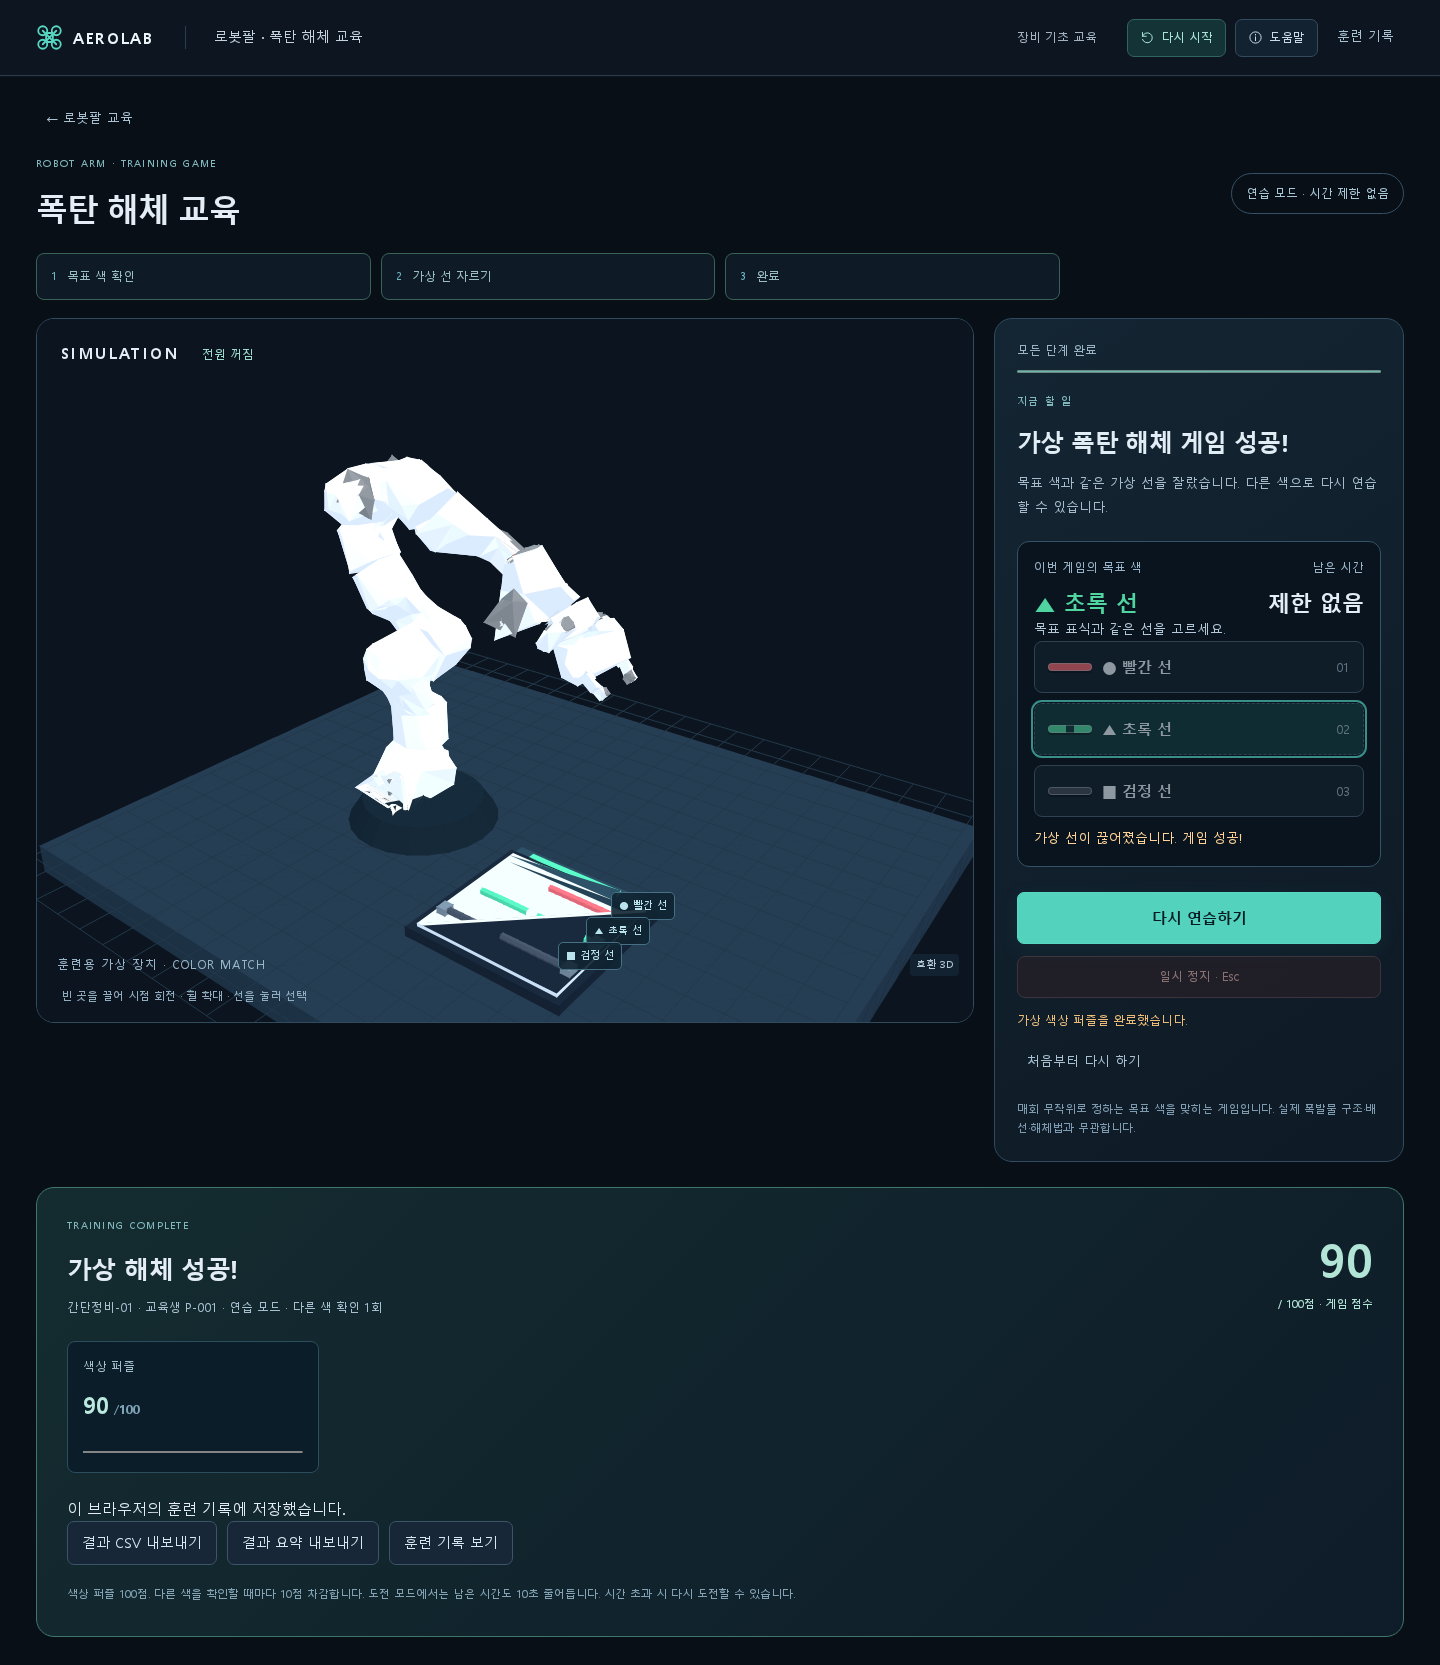 AEROLAB
로봇팔 · 폭탄 해체 교육
장비 기초 교육
다시 시작
도움말
훈련 기록
← 로봇팔 교육
ROBOT ARM · TRAINING GAME
폭탄 해체 교육
연습 모드 · 시간 제한 없음
1 목표 색 확인
2 가상 선 자르기
3 완료
SIMULATION 전원 꺼짐
빨간 선
초록 선
검정 선
훈련용 가상 장치 · COLOR MATCH
호환 3D
빈 곳을 끌어 시점 회전 · 휠 확대 · 선을 눌러 선택
모든 단계 완료
지금 할 일
가상 폭탄 해체 게임 성공!
목표 색과 같은 가상 선을 잘랐습니다. 다른 색으로 다시 연습
할 수 있습니다.
이번 게임의 목표 색 남은 시간
▲ 초록 선 제한 없음
목표 표식과 같은 선을 고르세요.
● 빨간 선 01
▲ 초록 선 02
■ 검정 선 03
가상 선이 끊어졌습니다. 게임 성공!
다시 연습하기
일시 정지 · Esc
가상 색상 퍼즐을 완료했습니다.
처음부터 다시 하기
매회 무작위로 정하는 목표 색을 맞히는 게임입니다. 실제 폭발물 구조·배
선·해체법과 무관합니다.
TRAINING COMPLETE
가상 해체 성공!
간단정비-01 · 교육생 P-001 · 연습 모드 · 다른 색 확인 1회
90
/ 100점 · 게임 점수
색상 퍼즐
90 /100
이 브라우저의 훈련 기록에 저장했습니다.
결과 CSV 내보내기
결과 요약 내보내기
훈련 기록 보기
색상 퍼즐 100점. 다른 색을 확인할 때마다 10점 차감합니다. 도전 모드에서는 남은 시간도 10초 줄어듭니다. 시간 초과 시 다시 도전할 수 있습니다.